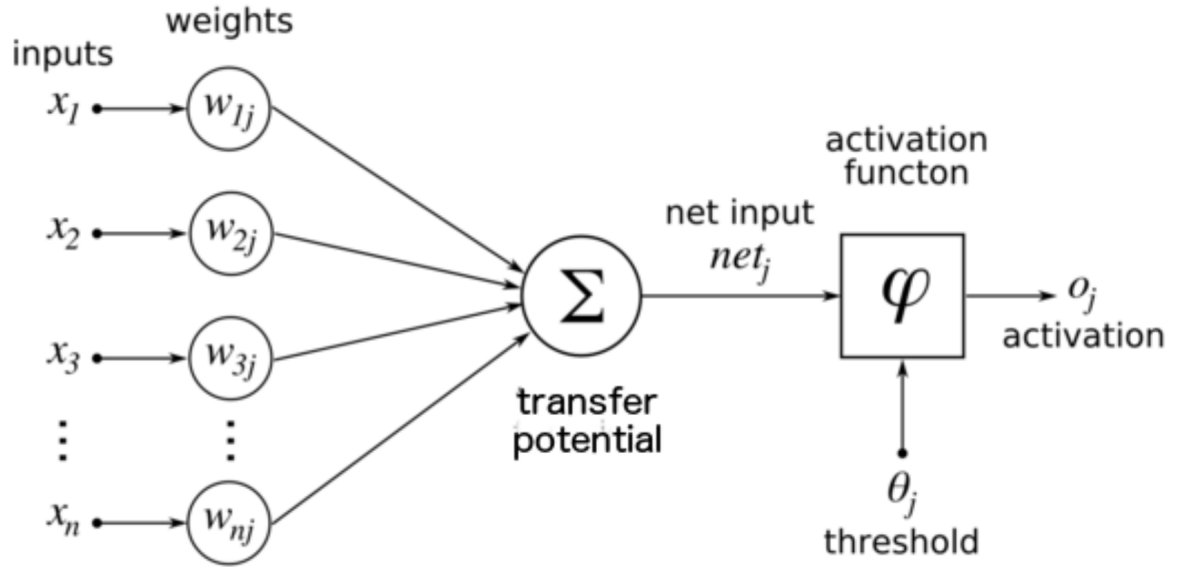 weights
inputs
x₁
w₁ⱼ
x₂
w₂ⱼ
x₃
w₃ⱼ
⋮ ⋮
xₙ
wₙⱼ
Σ
transfer
potential
net input
netⱼ
activation
functon
φ
oⱼ
activation
θⱼ
threshold